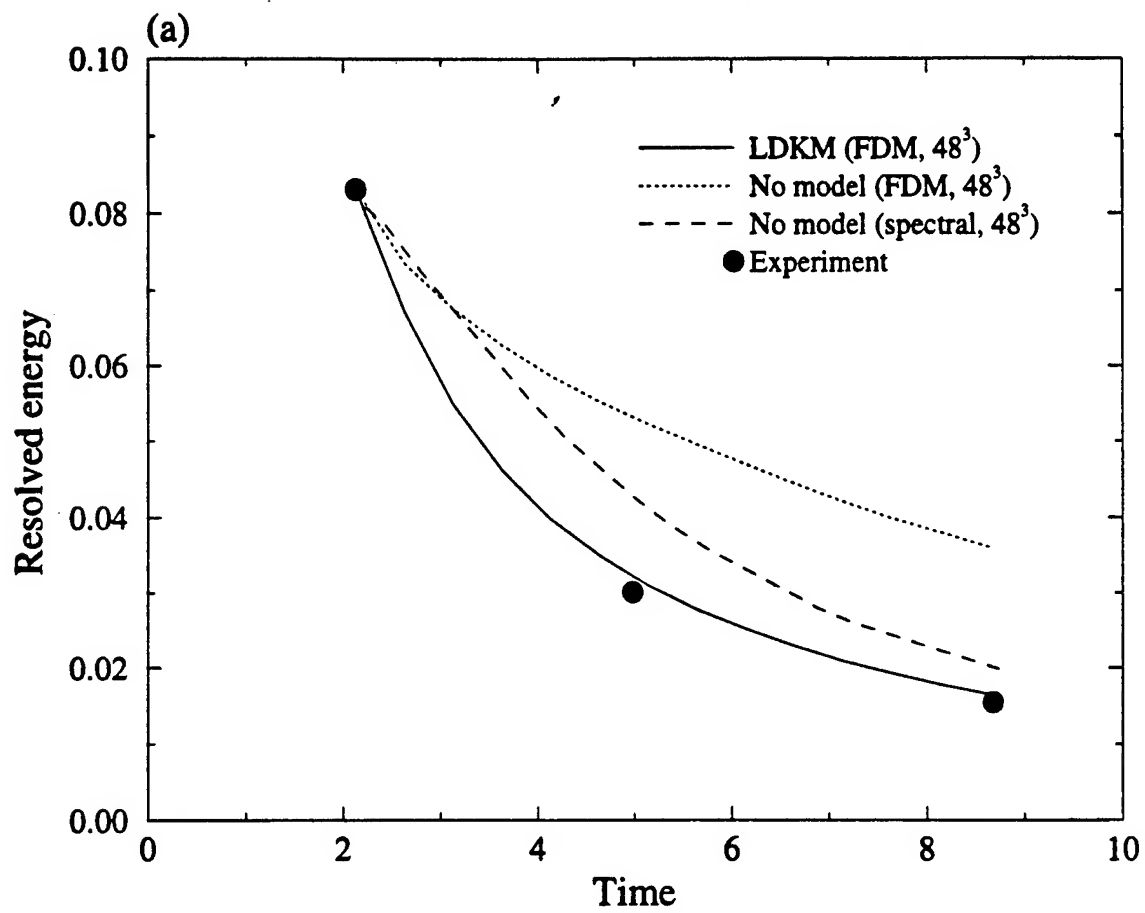 (a)
0.10
0.08
0.06
0.04
0.02
0.00
Resolved energy
LDKM (FDM, 48³)
No model (FDM, 48³)
No model (spectral, 48³)
Experiment
0 2 4 6 8 10
Time